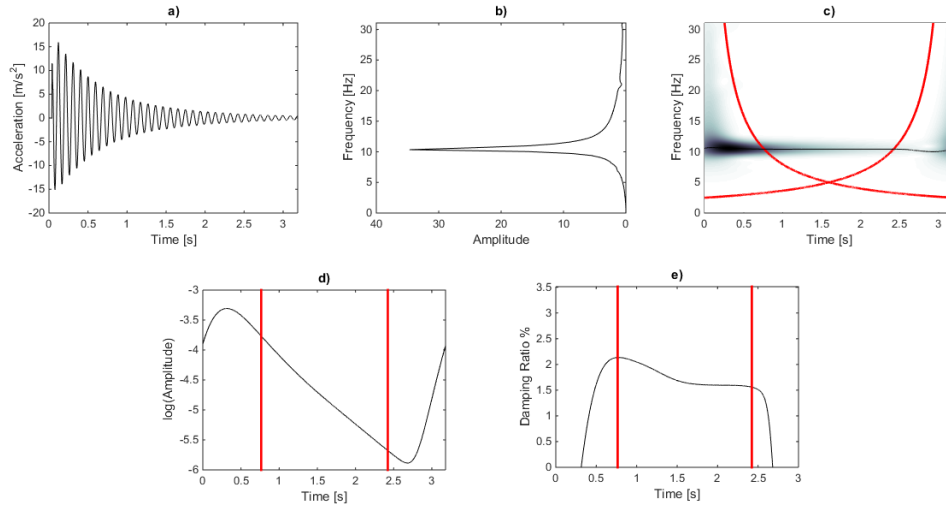 a)
Acceleration [m/s²]
20
15
10
5
0
-5
-10
-15
-20
0 0.5 1 1.5 2 2.5 3
Time [s]
b)
Frequency [Hz]
30
25
20
15
10
5
0
40 30 20 10 0
Amplitude
c)
Frequency [Hz]
30
25
20
15
10
5
0
0 0.5 1 1.5 2 2.5 3
Time [s]
d)
log(Amplitude)
-3
-3.5
-4
-4.5
-5
-5.5
-6
0 0.5 1 1.5 2 2.5 3
Time [s]
e)
Damping Ratio %
3.5
3
2.5
2
1.5
1
0.5
0
0 0.5 1 1.5 2 2.5 3
Time [s]